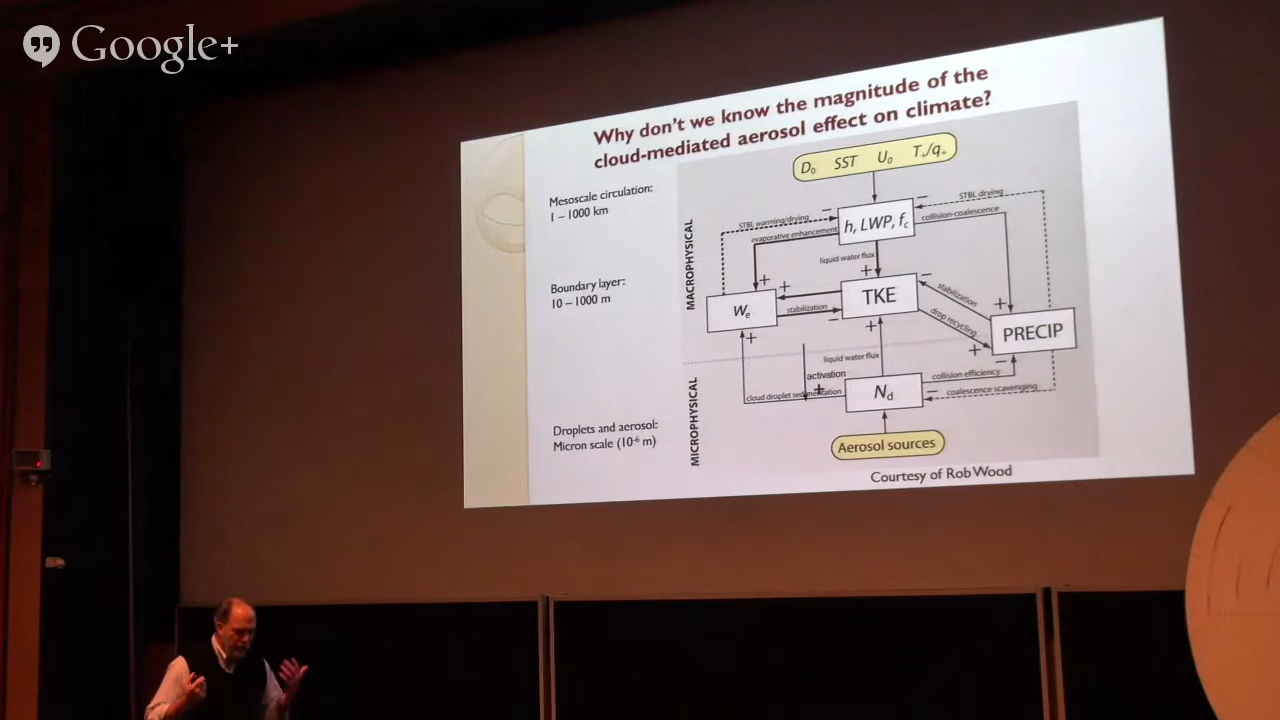 Google+
Why don't we know the magnitude of the
cloud-mediated aerosol effect on climate?
Mesoscale circulation:
1 – 1000 km
Boundary layer:
10 – 1000 m
Droplets and aerosol:
Micron scale (10⁻⁶ m)
MACROPHYSICAL
MICROPHYSICAL
D₀ SST U₀ T₊/q₊
STBL drying
STBL warming/drying
h, LWP, f꜀
collision-coalescence
evaporative enhancement
liquid water flux
wₑ
TKE
stabilization
stabilization
drop recycling
PRECIP
liquid water flux
activation
collision efficiency
cloud droplet sedimentation
N_d
coalescence scavenging
Aerosol sources
Courtesy of Rob Wood